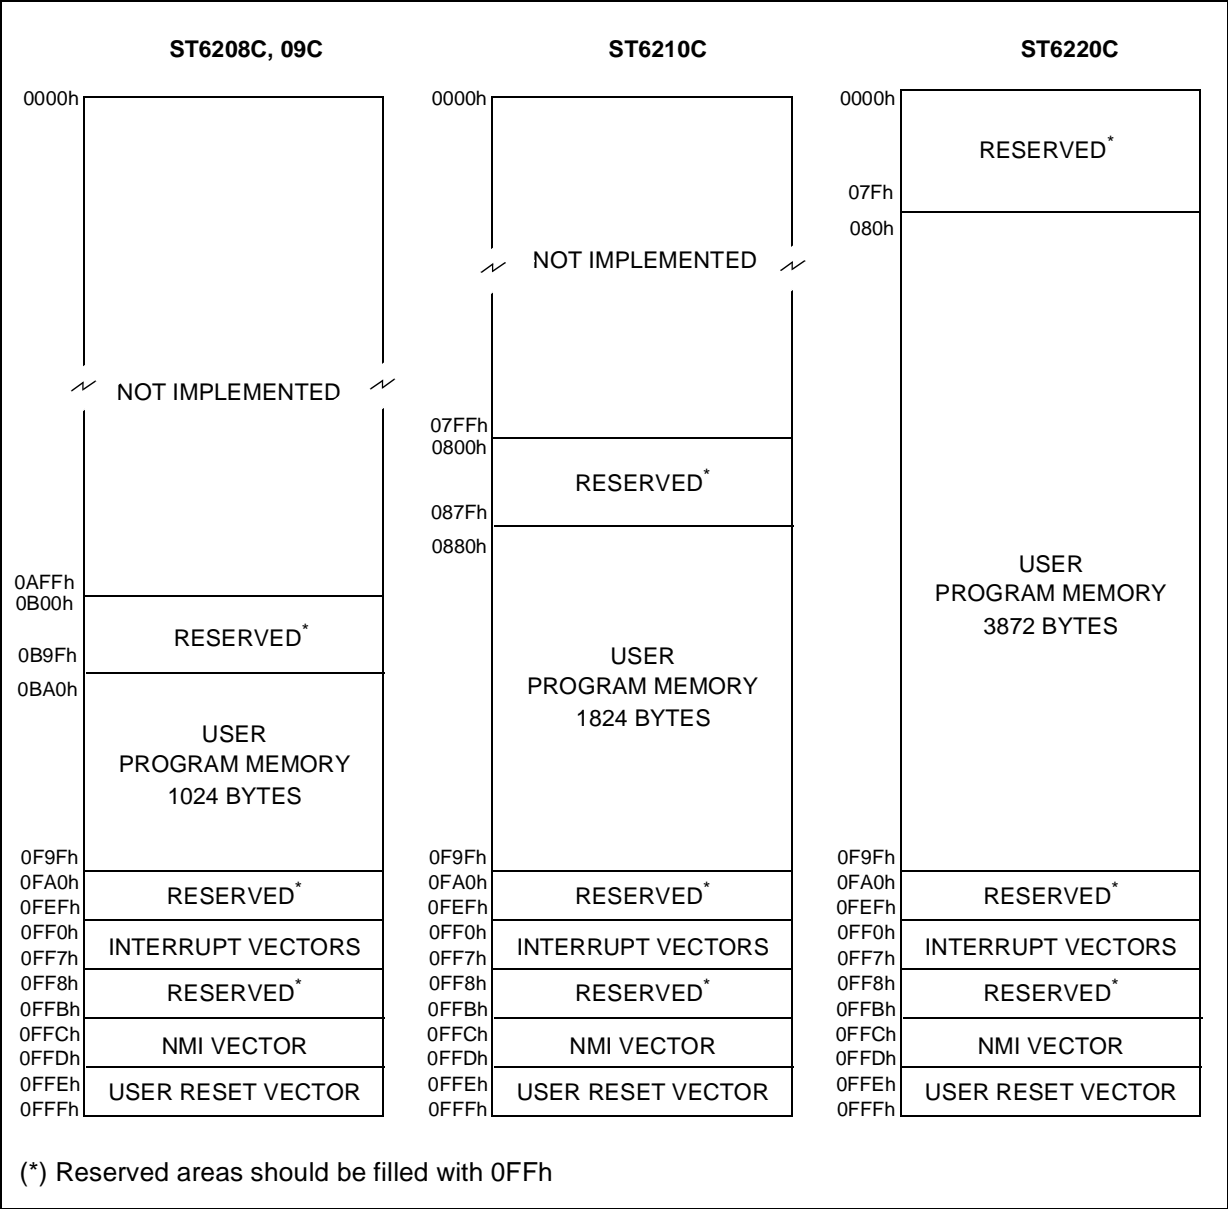 ST6208C, 09C
0000h
NOT IMPLEMENTED
0AFFh
0B00h
RESERVED*
0B9Fh
0BA0h
USER
PROGRAM MEMORY
1024 BYTES
0F9Fh
0FA0h
RESERVED*
0FEFh
0FF0h
INTERRUPT VECTORS
0FF7h
0FF8h
RESERVED*
0FFBh
0FFCh
NMI VECTOR
0FFDh
0FFEh
USER RESET VECTOR
0FFFh
ST6210C
0000h
NOT IMPLEMENTED
07FFh
0800h
RESERVED*
087Fh
0880h
USER
PROGRAM MEMORY
1824 BYTES
0F9Fh
0FA0h
RESERVED*
0FEFh
0FF0h
INTERRUPT VECTORS
0FF7h
0FF8h
RESERVED*
0FFBh
0FFCh
NMI VECTOR
0FFDh
0FFEh
USER RESET VECTOR
0FFFh
ST6220C
0000h
RESERVED*
07Fh
080h
USER
PROGRAM MEMORY
3872 BYTES
0F9Fh
0FA0h
RESERVED*
0FEFh
0FF0h
INTERRUPT VECTORS
0FF7h
0FF8h
RESERVED*
0FFBh
0FFCh
NMI VECTOR
0FFDh
0FFEh
USER RESET VECTOR
0FFFh
(*) Reserved areas should be filled with 0FFh